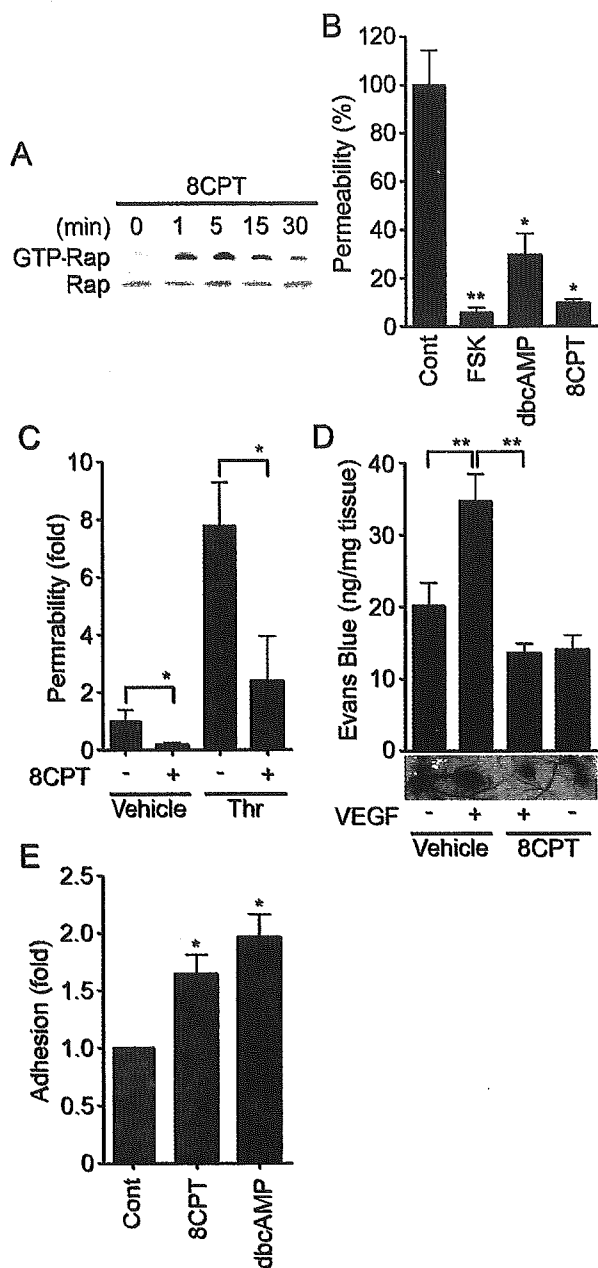 A
8CPT
(min) 0 1 5 15 30
GTP-Rap
Rap
B
Permeability (%)
120
100
80
60
40
20
0
**
*
*
Cont
FSK
dbcAMP
8CPT
C
Permrability (fold)
10
8
6
4
2
0
*
*
8CPT - + - +
Vehicle Thr
D
Evans Blue (ng/mg tissue)
40
30
20
10
0
** **
VEGF - + + -
Vehicle 8CPT
E
Adhesion (fold)
2.5
2.0
1.5
1.0
0.5
0
*
*
Cont
8CPT
dbcAMP